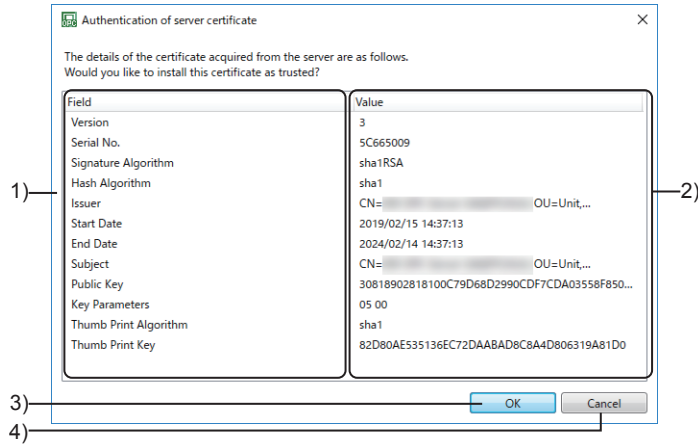 Authentication of server certificate
The details of the certificate acquired from the server are as follows.
Would you like to install this certificate as trusted?
Field Value
Version 3
Serial No. 5C665009
Signature Algorithm sha1RSA
Hash Algorithm sha1
1) Issuer CN= OU=Unit,... 2)
Start Date 2019/02/15 14:37:13
End Date 2024/02/14 14:37:13
Subject CN= OU=Unit,...
Public Key 30818902818100C79D68D2990CDF7CDA03558F850...
Key Parameters 05 00
Thumb Print Algorithm sha1
Thumb Print Key 82D80AE535136EC72DAABAD8C8A4D806319A81D0
3) OK Cancel
4)